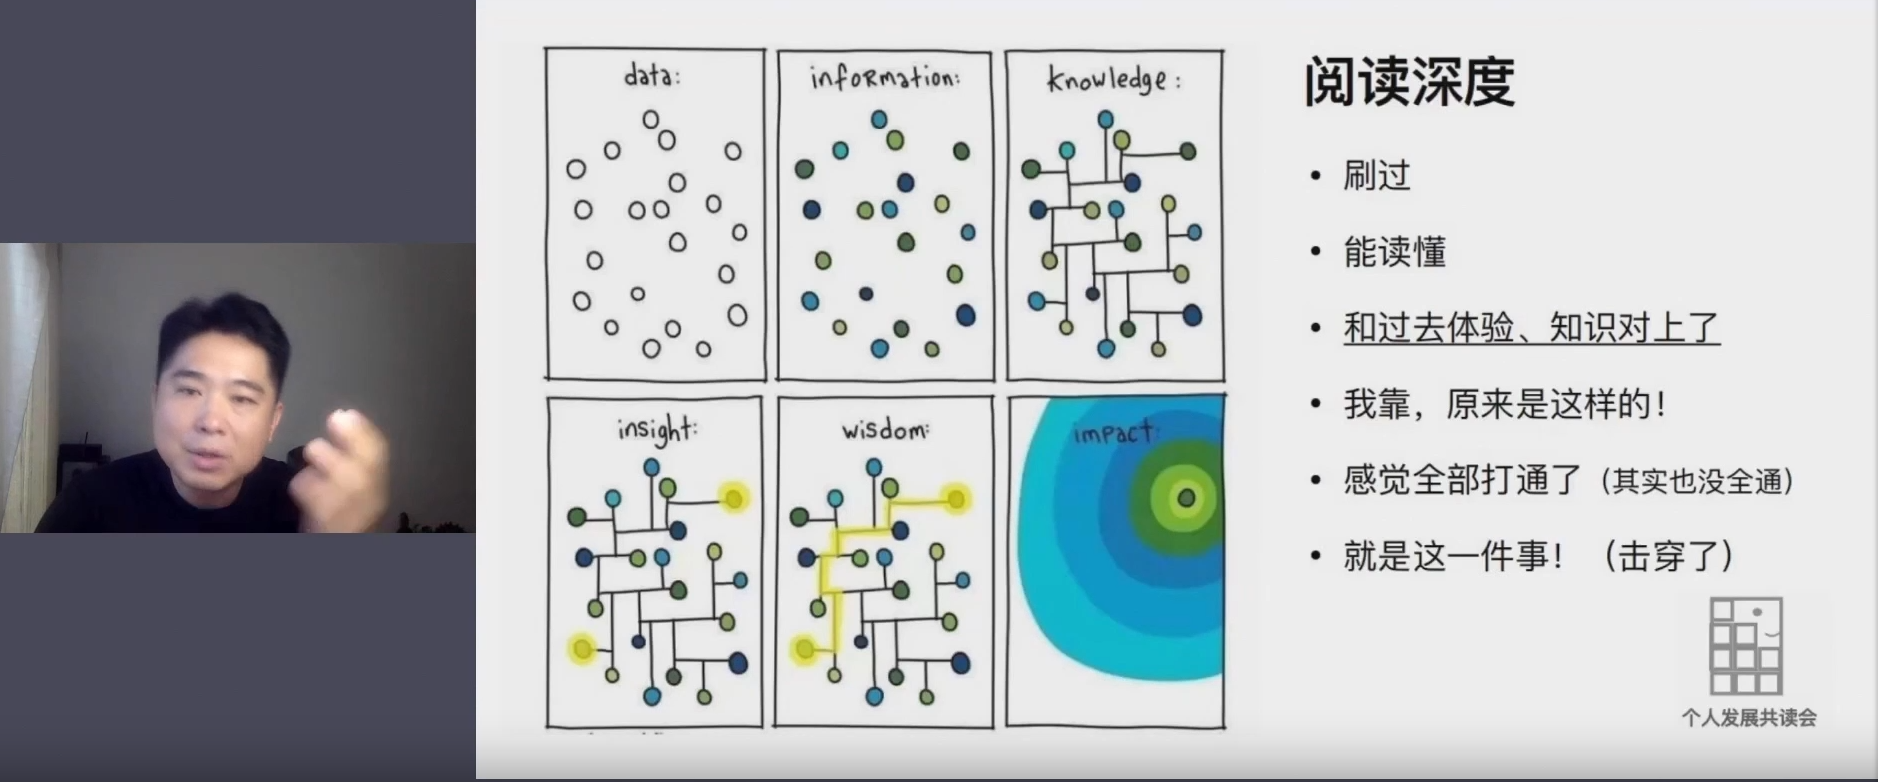 data:
information:
knowledge:
insight:
wisdom:
impact:
阅读深度
• 刷过
• 能读懂
• 和过去体验、知识对上了
• 我靠，原来是这样的！
• 感觉全部打通了（其实也没全通）
• 就是这一件事！（击穿了）
个人发展共读会